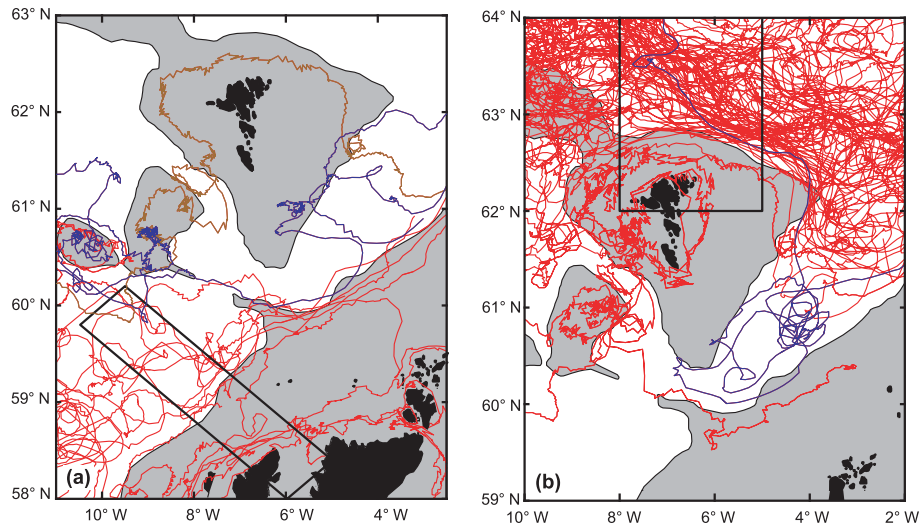 63° N
62° N
61° N
60° N
59° N
58° N
(a)
10° W
8° W
6° W
4° W
64° N
63° N
62° N
61° N
60° N
59° N
(b)
10° W
8° W
6° W
4° W
2° W